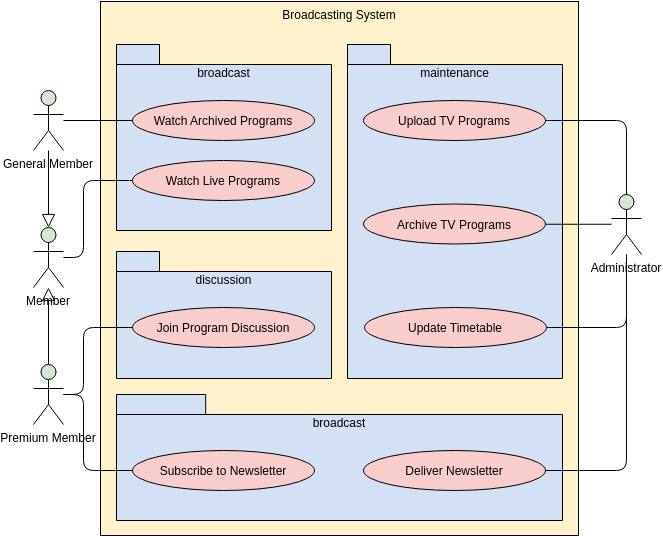 Broadcasting System
broadcast
Watch Archived Programs
Watch Live Programs
maintenance
Upload TV Programs
Archive TV Programs
Update Timetable
discussion
Join Program Discussion
broadcast
Subscribe to Newsletter
Deliver Newsletter
General Member
Member
Premium Member
Administrator